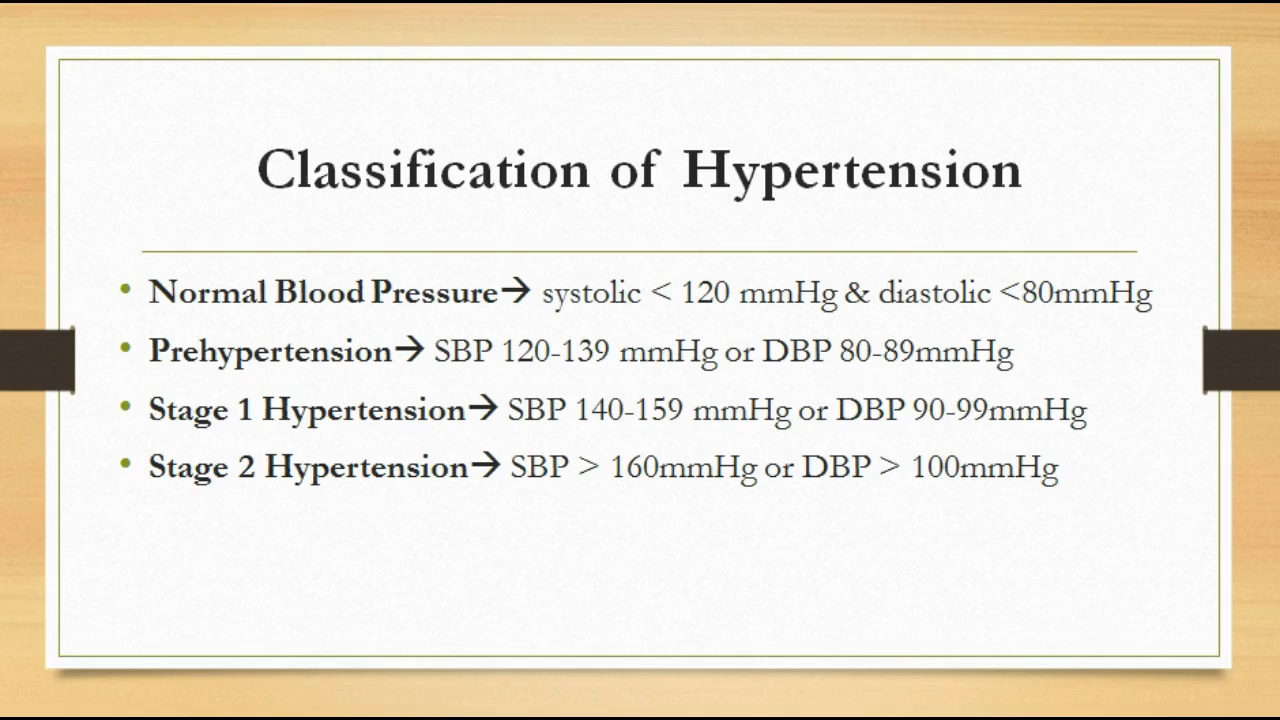 Classification of Hypertension
• Normal Blood Pressure→ systolic < 120 mmHg & diastolic <80mmHg
• Prehypertension→ SBP 120-139 mmHg or DBP 80-89mmHg
• Stage 1 Hypertension→ SBP 140-159 mmHg or DBP 90-99mmHg
• Stage 2 Hypertension→ SBP > 160mmHg or DBP > 100mmHg